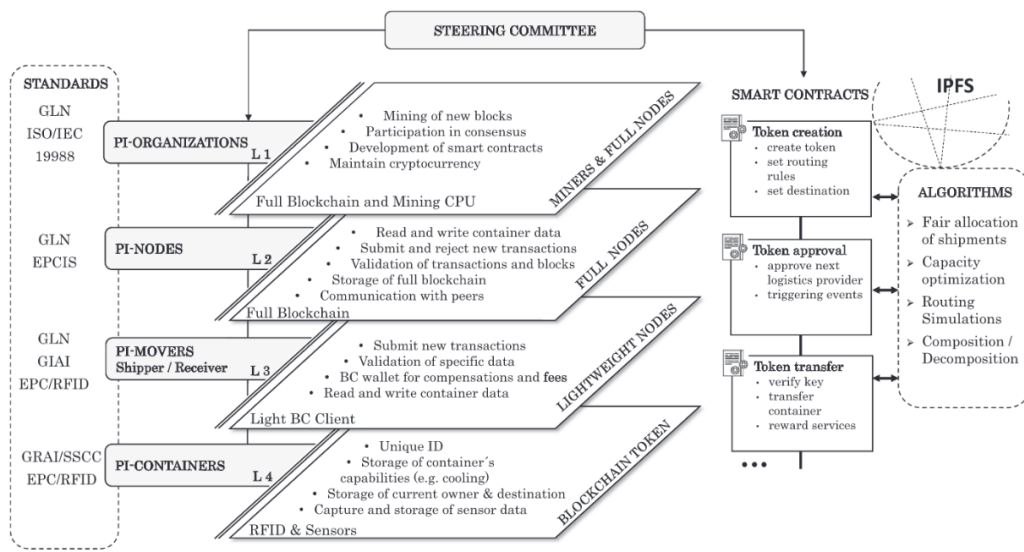 STEERING COMMITTEE
STANDARDS
GLN
ISO/IEC
19988
GLN
EPCIS
GLN
GIAI
EPC/RFID
GRAI/SSCC
EPC/RFID
PI-ORGANIZATIONS
L 1
• Mining of new blocks
• Participation in consensus
• Development of smart contracts
• Maintain cryptocurrency
Full Blockchain and Mining CPU
MINERS & FULL NODES
PI-NODES
L 2
• Read and write container data
• Submit and reject new transactions
• Validation of transactions and blocks
• Storage of full blockchain
• Communication with peers
Full Blockchain
FULL NODES
PI-MOVERS
Shipper / Receiver
L 3
• Submit new transactions
• Validation of specific data
• BC wallet for compensations and fees
• Read and write container data
Light BC Client
LIGHTWEIGHT NODES
PI-CONTAINERS
L 4
• Unique ID
• Storage of container´s
capabilities (e.g. cooling)
• Storage of current owner & destination
• Capture and storage of sensor data
RFID & Sensors
BLOCKCHAIN TOKEN
SMART CONTRACTS
Token creation
• create token
• set routing
rules
• set destination
Token approval
• approve next
logistics provider
• triggering events
Token transfer
• verify key
• transfer
container
• reward services
•••
IPFS
ALGORITHMS
➢ Fair allocation
of shipments
➢ Capacity
optimization
➢ Routing
Simulations
➢ Composition /
Decomposition